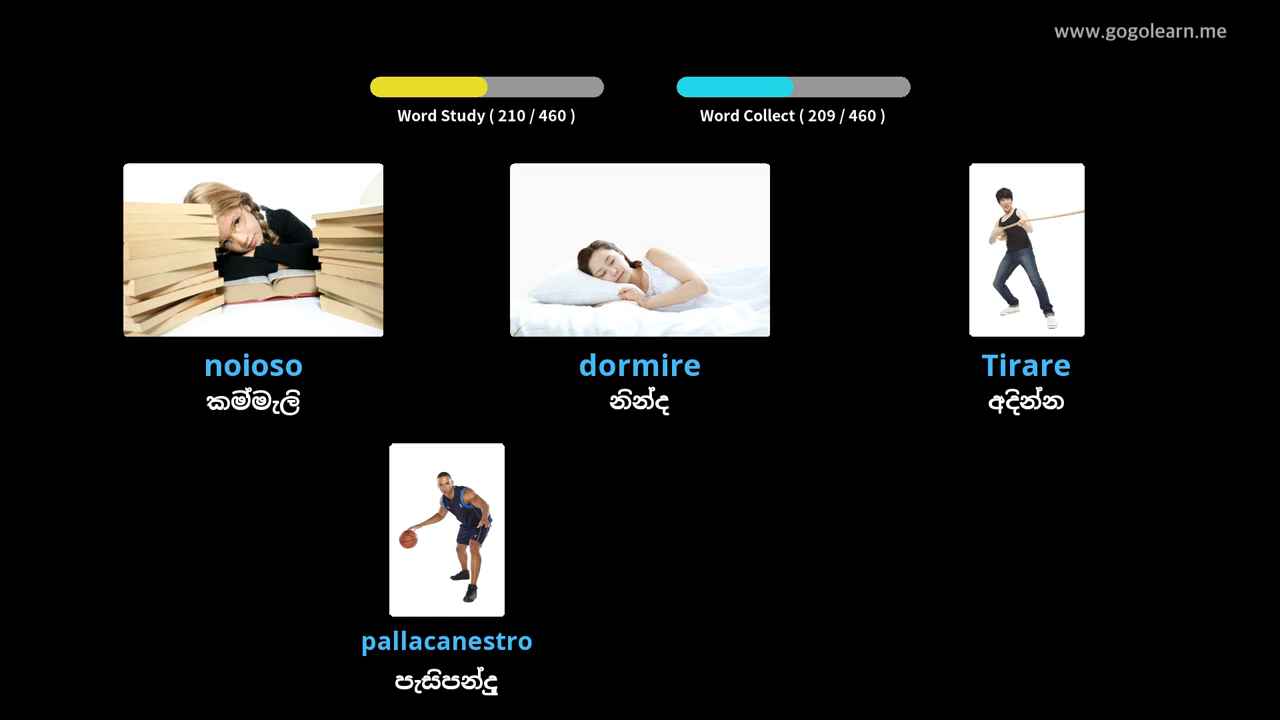 www.gogolearn.me
Word Study ( 210 / 460 )
Word Collect ( 209 / 460 )
noioso
කම්මැලි
dormire
නින්ද
Tirare
අදින්න
pallacanestro
පැසිපන්දු